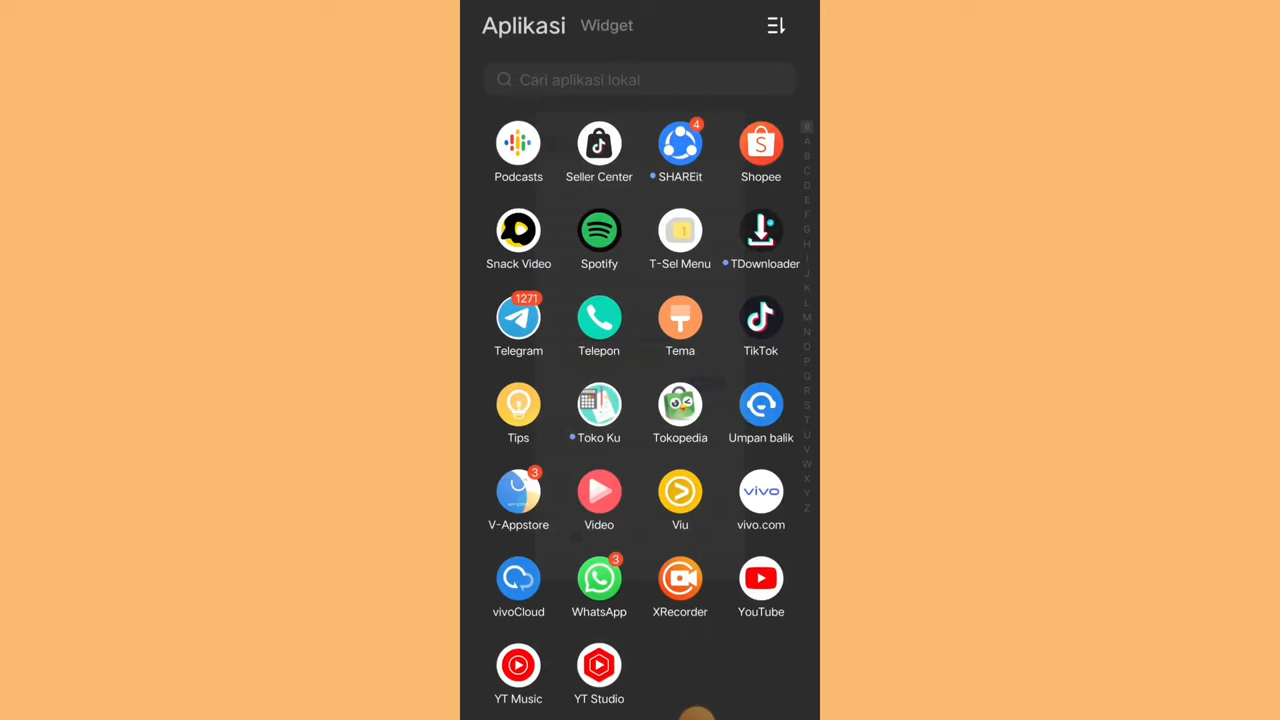 Aplikasi Widget
Cari aplikasi lokal
4
Podcasts Seller Center SHAREit Shopee
Snack Video Spotify T-Sel Menu TDownloader
1271
Telegram Telepon Tema TikTok
Tips Toko Ku Tokopedia Umpan balik
3
vivo
V-Appstore Video Viu vivo.com
3
vivoCloud WhatsApp XRecorder YouTube
YT Music YT Studio
A
B
C
D
E
F
G
H
I
J
K
L
M
N
O
P
Q
R
S
T
U
V
W
X
Y
Z